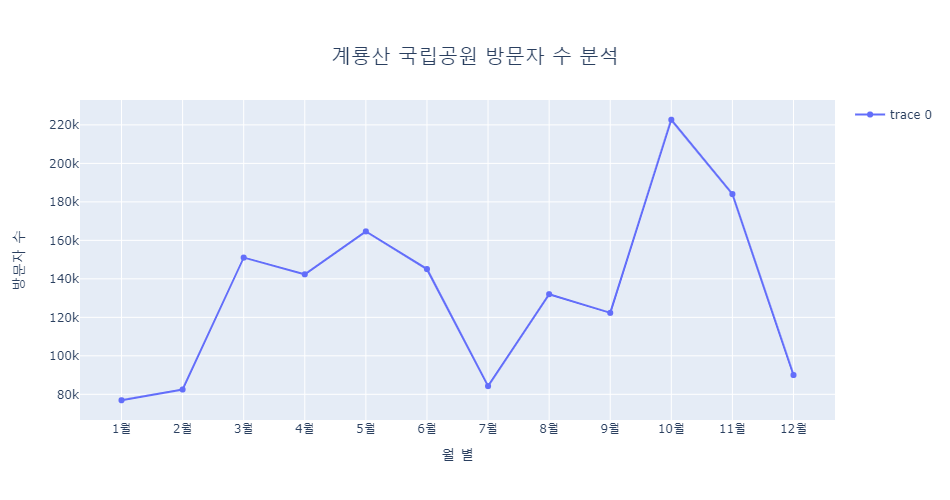 계룡산 국립공원 방문자 수 분석
trace 0
방문자 수
220k
200k
180k
160k
140k
120k
100k
80k
1월 2월 3월 4월 5월 6월 7월 8월 9월 10월 11월 12월
월 별